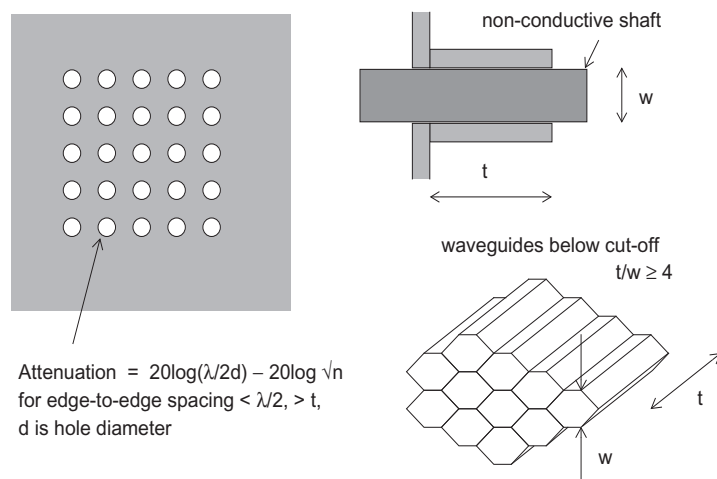 non-conductive shaft
w
t
waveguides below cut-off
t/w ≥ 4
t
w
Attenuation = 20log(λ/2d) – 20log √n
for edge-to-edge spacing < λ/2, > t,
d is hole diameter